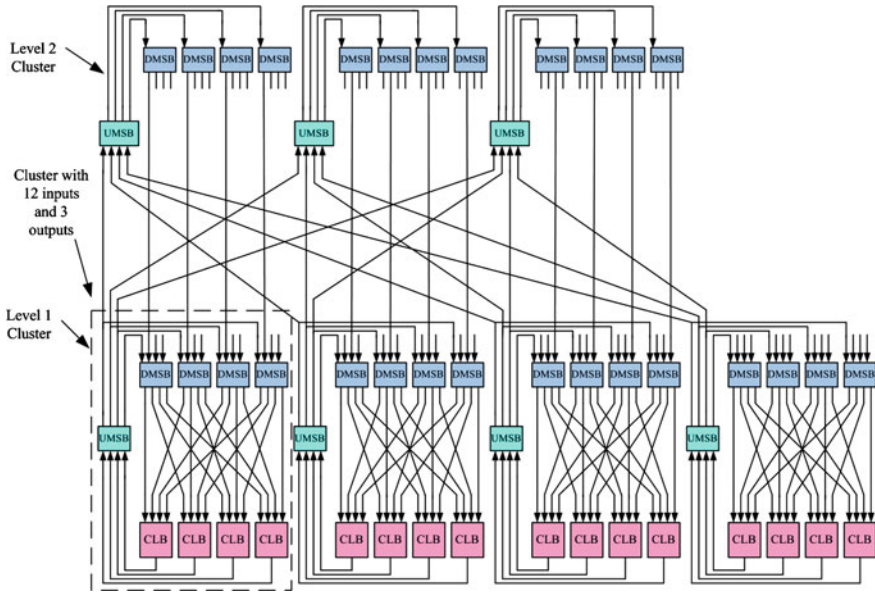 DMSB DMSB DMSB DMSB DMSB DMSB DMSB DMSB DMSB DMSB DMSB DMSB
Level 2
Cluster
UMSB UMSB UMSB
Cluster with
12 inputs
and 3
outputs
Level 1
Cluster
DMSB DMSB DMSB DMSB DMSB DMSB DMSB DMSB DMSB DMSB DMSB DMSB DMSB DMSB DMSB DMSB
UMSB UMSB UMSB UMSB
CLB CLB CLB CLB CLB CLB CLB CLB CLB CLB CLB CLB CLB CLB CLB CLB